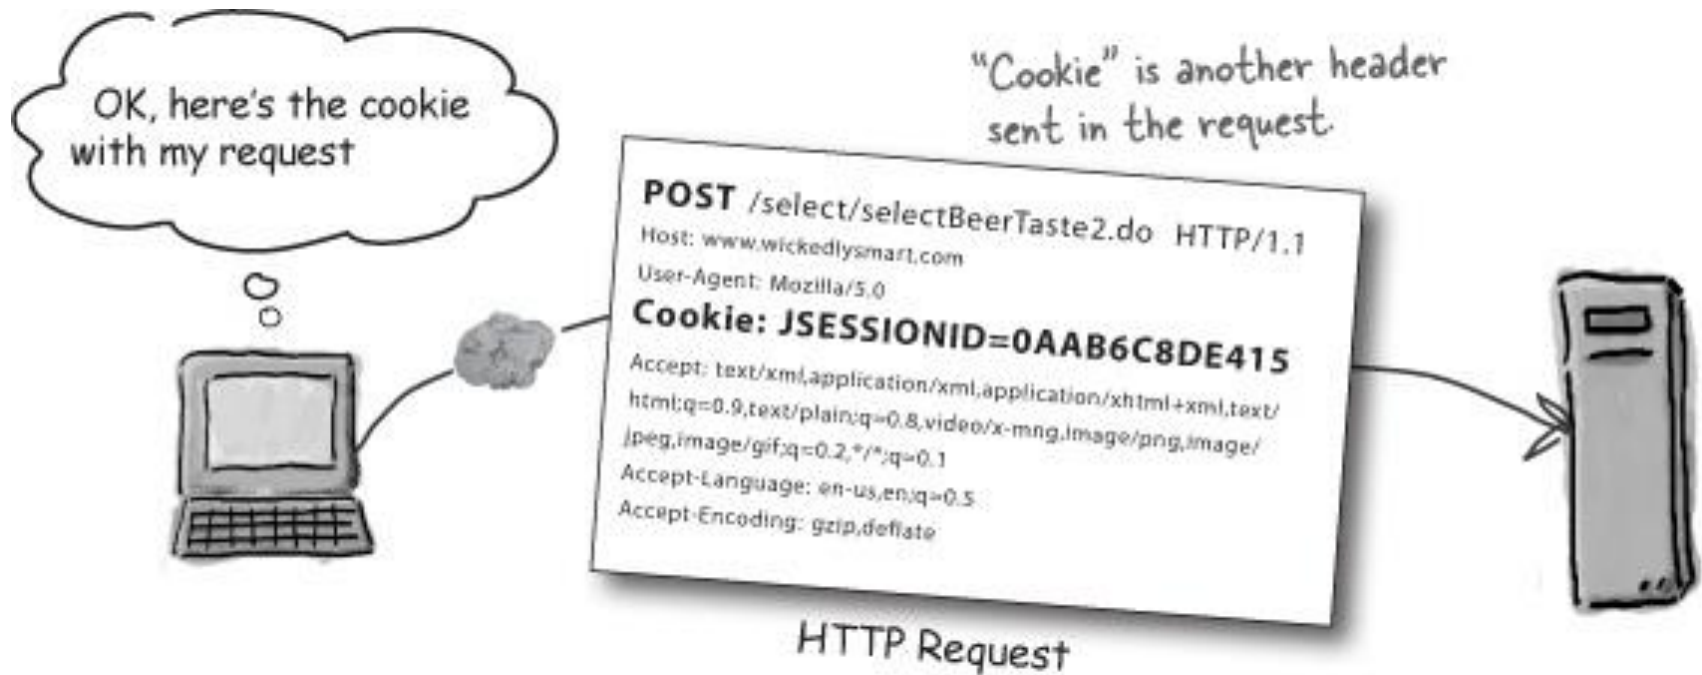 OK, here's the cookie
with my request
"Cookie" is another header
sent in the request.
POST /select/selectBeerTaste2.do HTTP/1.1
Host: www.wickedlysmart.com
User-Agent: Mozilla/5.0
Cookie: JSESSIONID=0AAB6C8DE415
Accept: text/xml,application/xml,application/xhtml+xml,text/
html;q=0.9,text/plain;q=0.8,video/x-mng,image/png,image/
jpeg,image/gif;q=0.2,*/*;q=0.1
Accept-Language: en-us,en;q=0.5
Accept-Encoding: gzip,deflate
HTTP Request